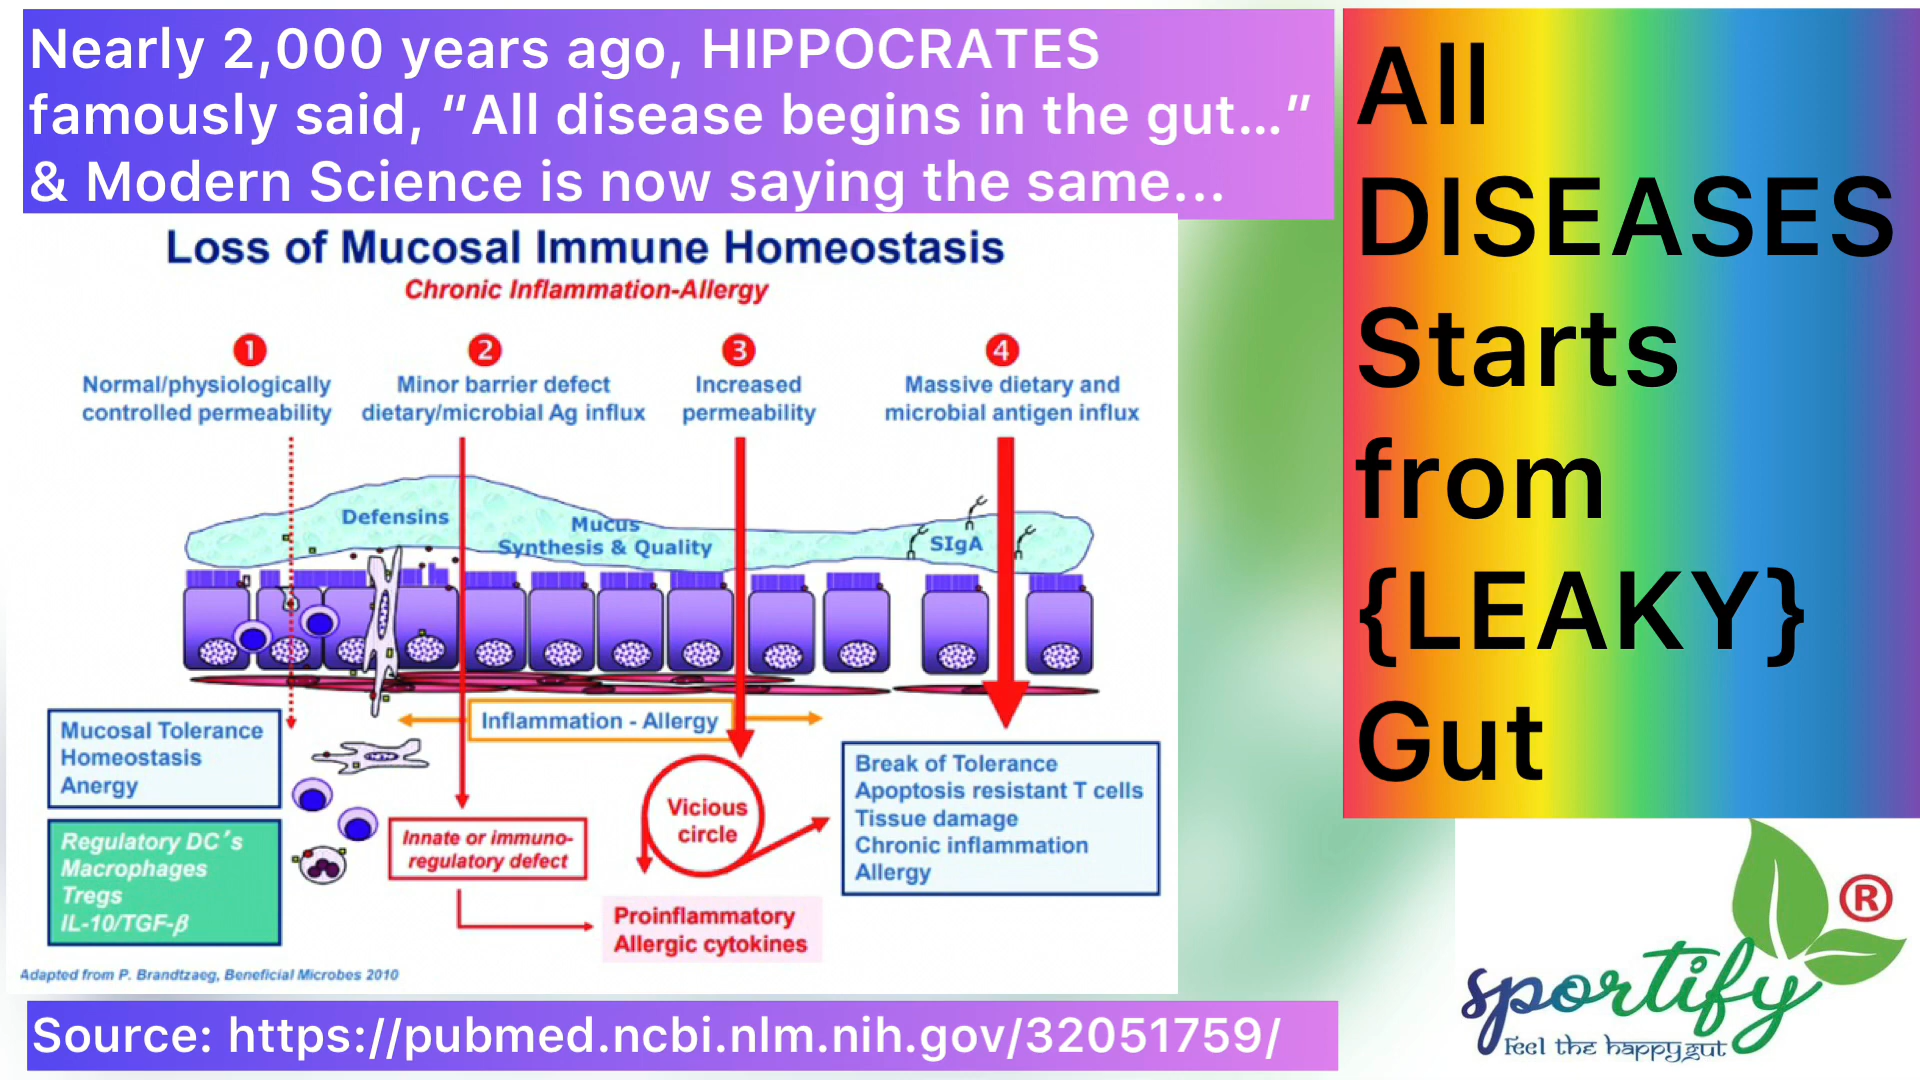 Nearly 2,000 years ago, HIPPOCRATES
famously said, “All disease begins in the gut...”
& Modern Science is now saying the same...
All
DISEASES
Starts
from
{LEAKY}
Gut
Loss of Mucosal Immune Homeostasis
Chronic Inflammation-Allergy
1
Normal/physiologically
controlled permeability
2
Minor barrier defect
dietary/microbial Ag influx
3
Increased
permeability
4
Massive dietary and
microbial antigen influx
Defensins
Mucus
Synthesis & Quality
SIgA
Inflammation - Allergy
Mucosal Tolerance
Homeostasis
Anergy
Regulatory DC´s
Macrophages
Tregs
IL-10/TGF-β
Innate or immuno-
regulatory defect
Vicious
circle
Proinflammatory
Allergic cytokines
Break of Tolerance
Apoptosis resistant T cells
Tissue damage
Chronic inflammation
Allergy
Adapted from P. Brandtzaeg, Beneficial Microbes 2010
Source: https://pubmed.ncbi.nlm.nih.gov/32051759/
sportify ®
Feel the happy gut